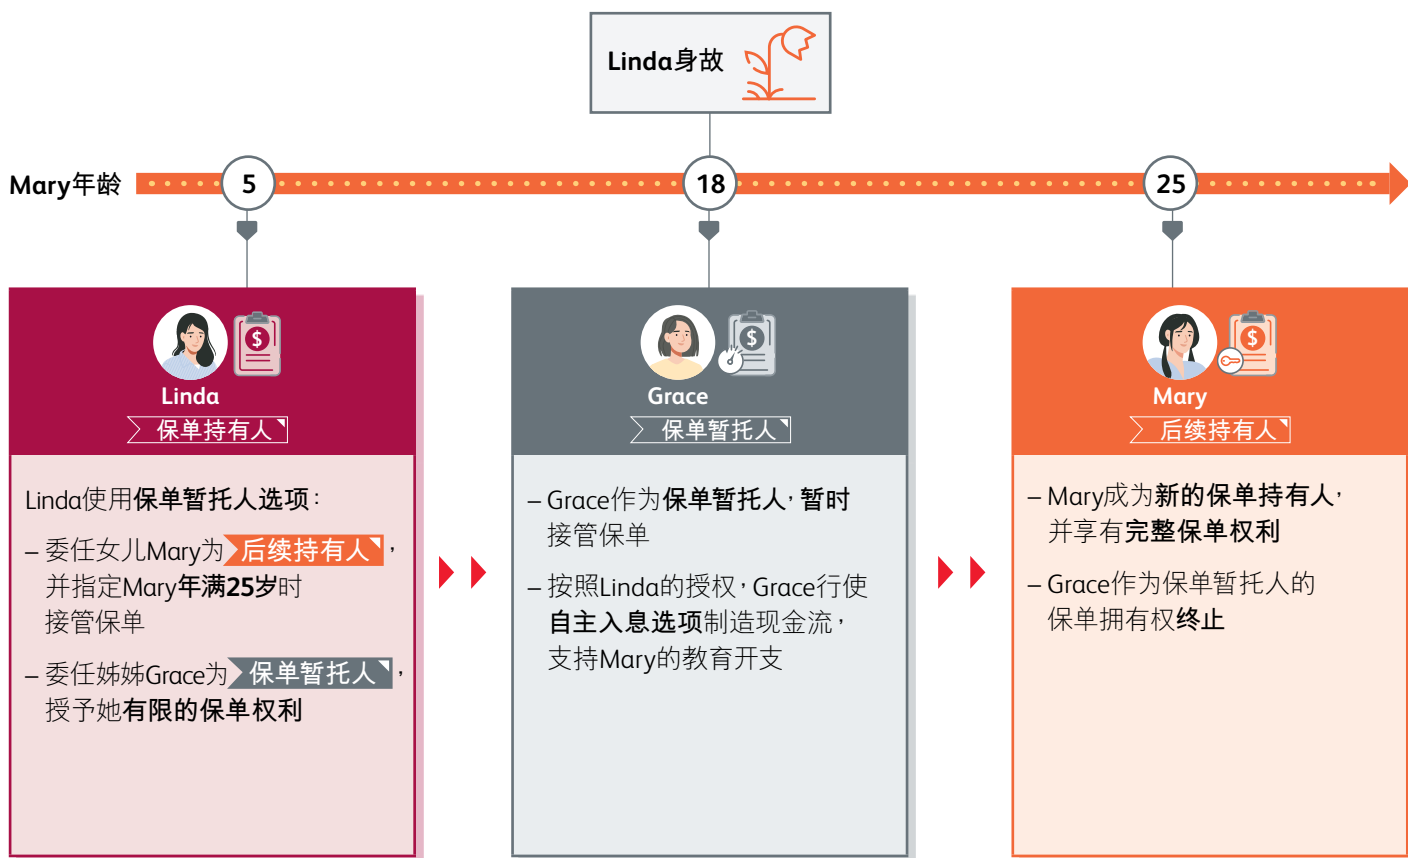 Linda身故
Mary年龄
5
18
25
$
Linda
保单持有人
Linda使用保单暂托人选项：
– 委任女儿Mary为 后续持有人，
并指定Mary年满25岁时
接管保单
– 委任姊姊Grace为 保单暂托人，
授予她有限的保单权利
$
Grace
保单暂托人
– Grace作为保单暂托人，暂时
接管保单
– 按照Linda的授权，Grace行使
自主入息选项制造现金流，
支持Mary的教育开支
$
Mary
后续持有人
– Mary成为新的保单持有人，
并享有完整保单权利
– Grace作为保单暂托人的
保单拥有权终止